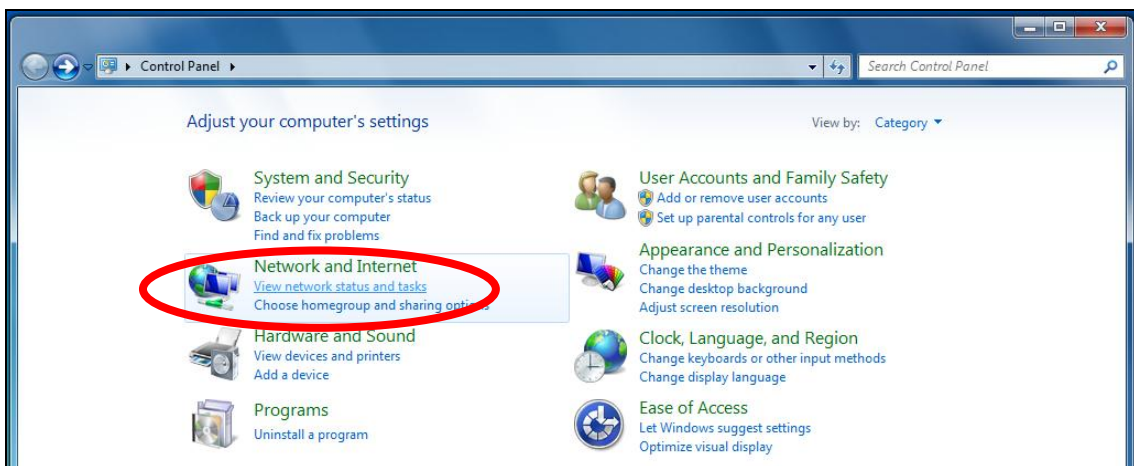 Control Panel
Search Control Panel
Adjust your computer's settings
View by: Category
System and Security
Review your computer's status
Back up your computer
Find and fix problems
Network and Internet
View network status and tasks
Choose homegroup and sharing options
Hardware and Sound
View devices and printers
Add a device
Programs
Uninstall a program
User Accounts and Family Safety
Add or remove user accounts
Set up parental controls for any user
Appearance and Personalization
Change the theme
Change desktop background
Adjust screen resolution
Clock, Language, and Region
Change keyboards or other input methods
Change display language
Ease of Access
Let Windows suggest settings
Optimize visual display